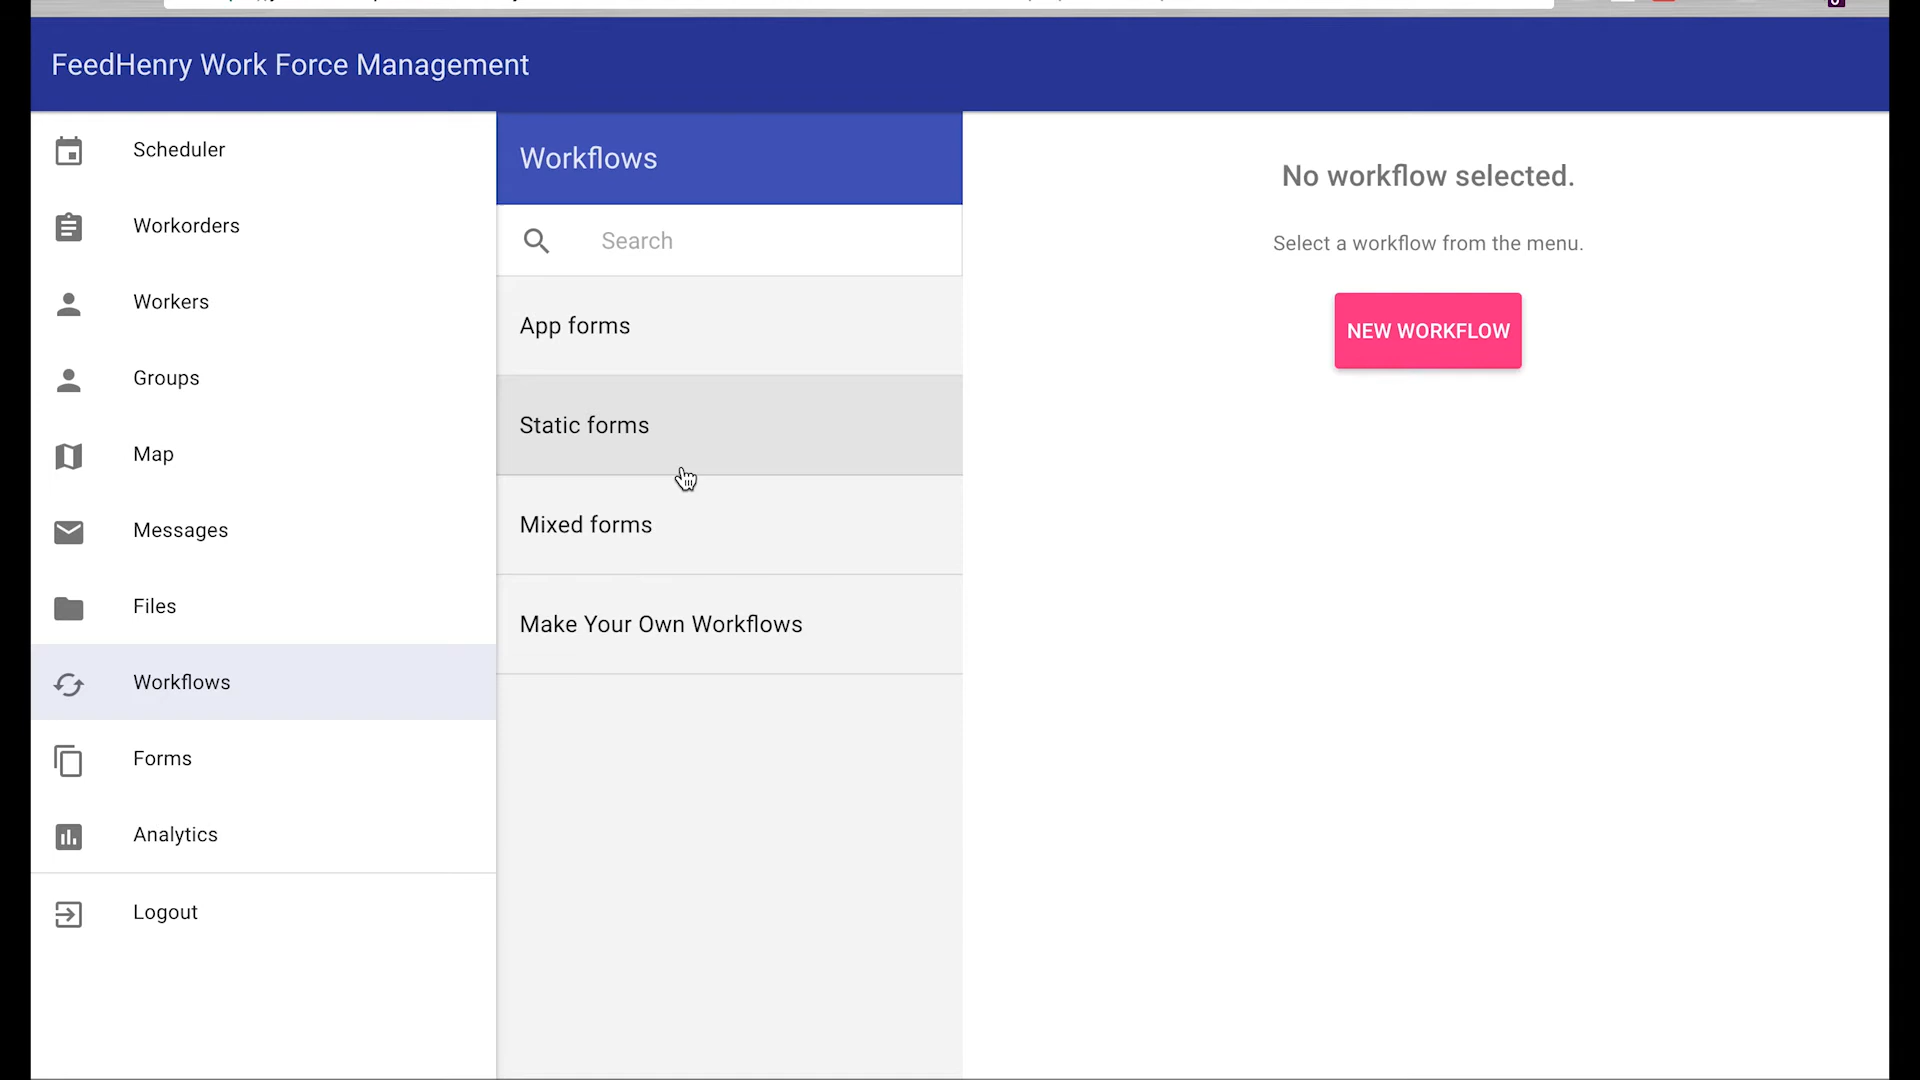 FeedHenry Work Force Management
Scheduler
Workorders
Workers
Groups
Map
Messages
Files
Workflows
Forms
Analytics
Logout
Workflows
Search
App forms
Static forms
Mixed forms
Make Your Own Workflows
No workflow selected.
Select a workflow from the menu.
NEW WORKFLOW